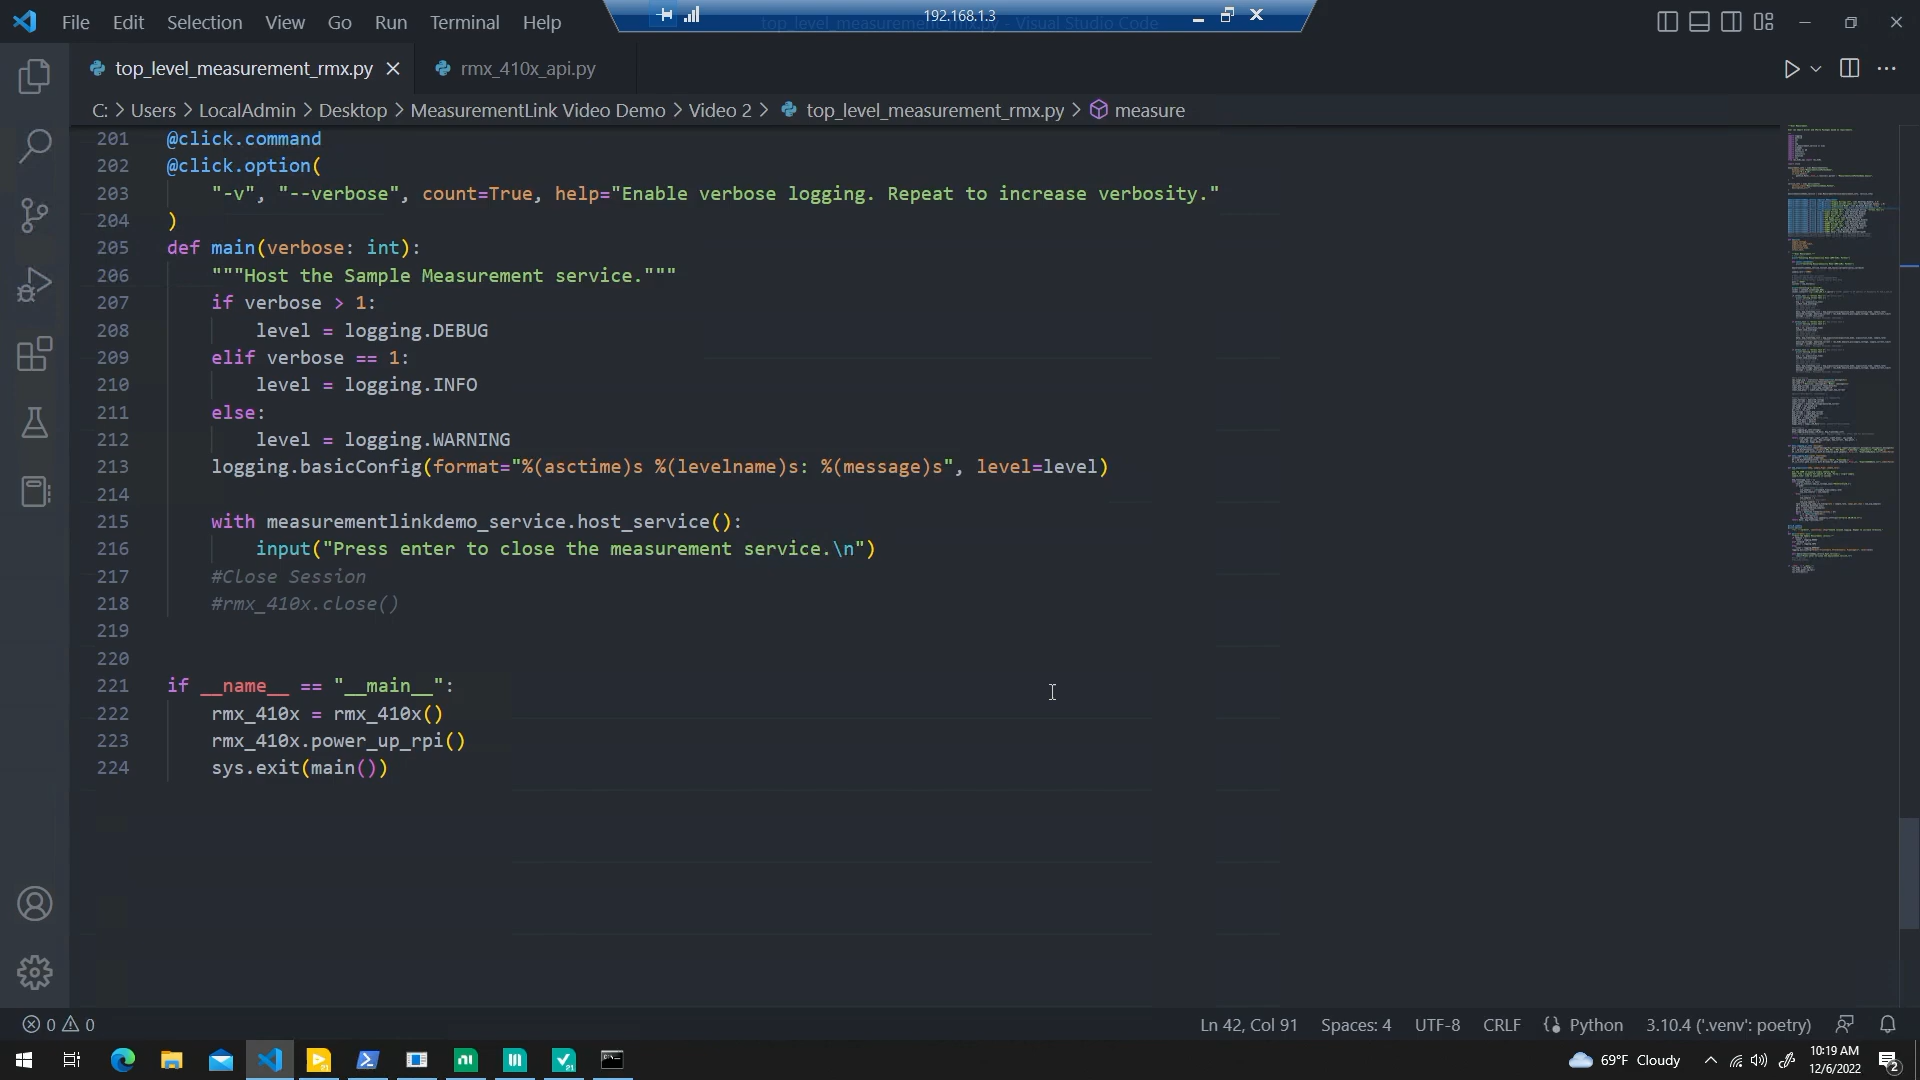 File Edit Selection View Go Run Terminal Help
192.168.1.3
top_level_measurement_rmx.py - Visual Studio Code
top_level_measurement_rmx.py
rmx_410x_api.py
C: > Users > LocalAdmin > Desktop > MeasurementLink Video Demo > Video 2 > top_level_measurement_rmx.py > measure
201 @click.command
202 @click.option(
203 "-v", "--verbose", count=True, help="Enable verbose logging. Repeat to increase verbosity."
204 )
205 def main(verbose: int):
206 """Host the Sample Measurement service."""
207 if verbose > 1:
208 level = logging.DEBUG
209 elif verbose == 1:
210 level = logging.INFO
211 else:
212 level = logging.WARNING
213 logging.basicConfig(format="%(asctime)s %(levelname)s: %(message)s", level=level)
214
215 with measurementlinkdemo_service.host_service():
216 input("Press enter to close the measurement service.\n")
217 #Close Session
218 #rmx_410x.close()
219
220
221 if __name__ == "__main__":
222 rmx_410x = rmx_410x()
223 rmx_410x.power_up_rpi()
224 sys.exit(main())
0 0
Ln 42, Col 91 Spaces: 4 UTF-8 CRLF Python 3.10.4 ('.venv': poetry)
69°F Cloudy
10:19 AM
12/6/2022
2